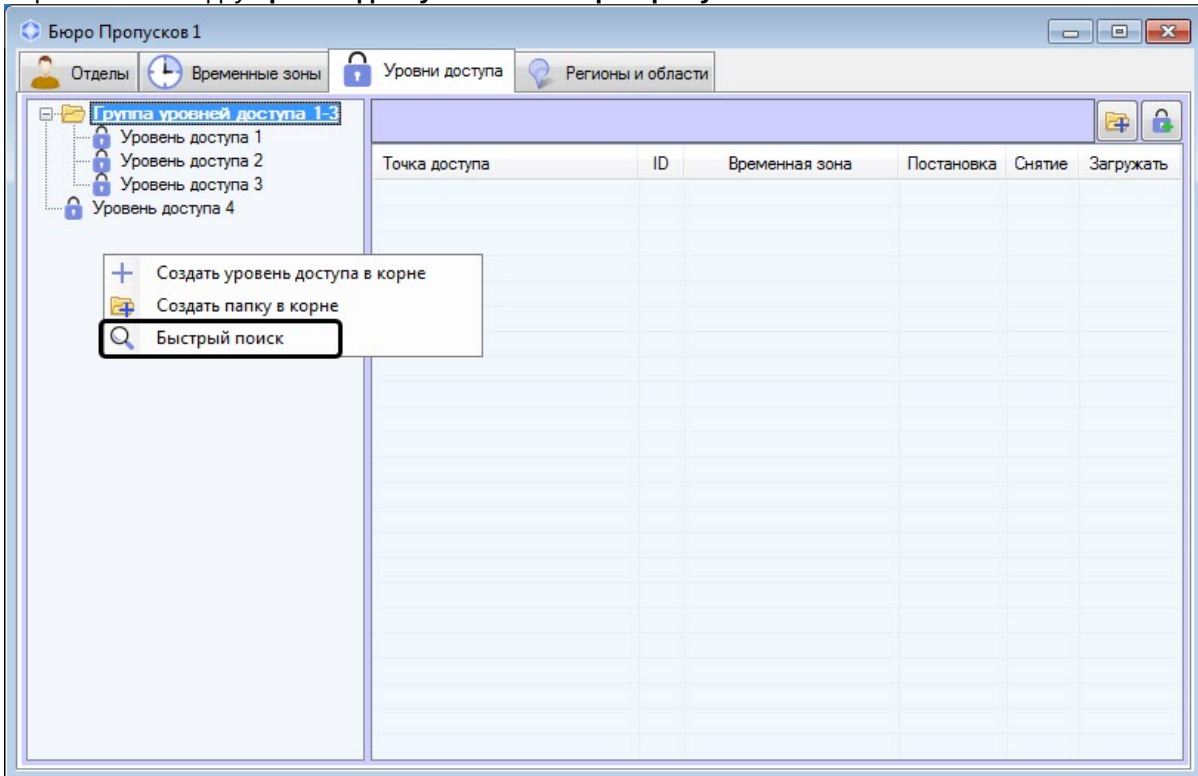 Бюро Пропусков 1
Отделы Временные зоны Уровни доступа Регионы и области
Группа уровней доступа 1-3
Уровень доступа 1
Уровень доступа 2
Уровень доступа 3
Уровень доступа 4
Точка доступа ID Временная зона Постановка Снятие Загружать
Создать уровень доступа в корне
Создать папку в корне
Быстрый поиск